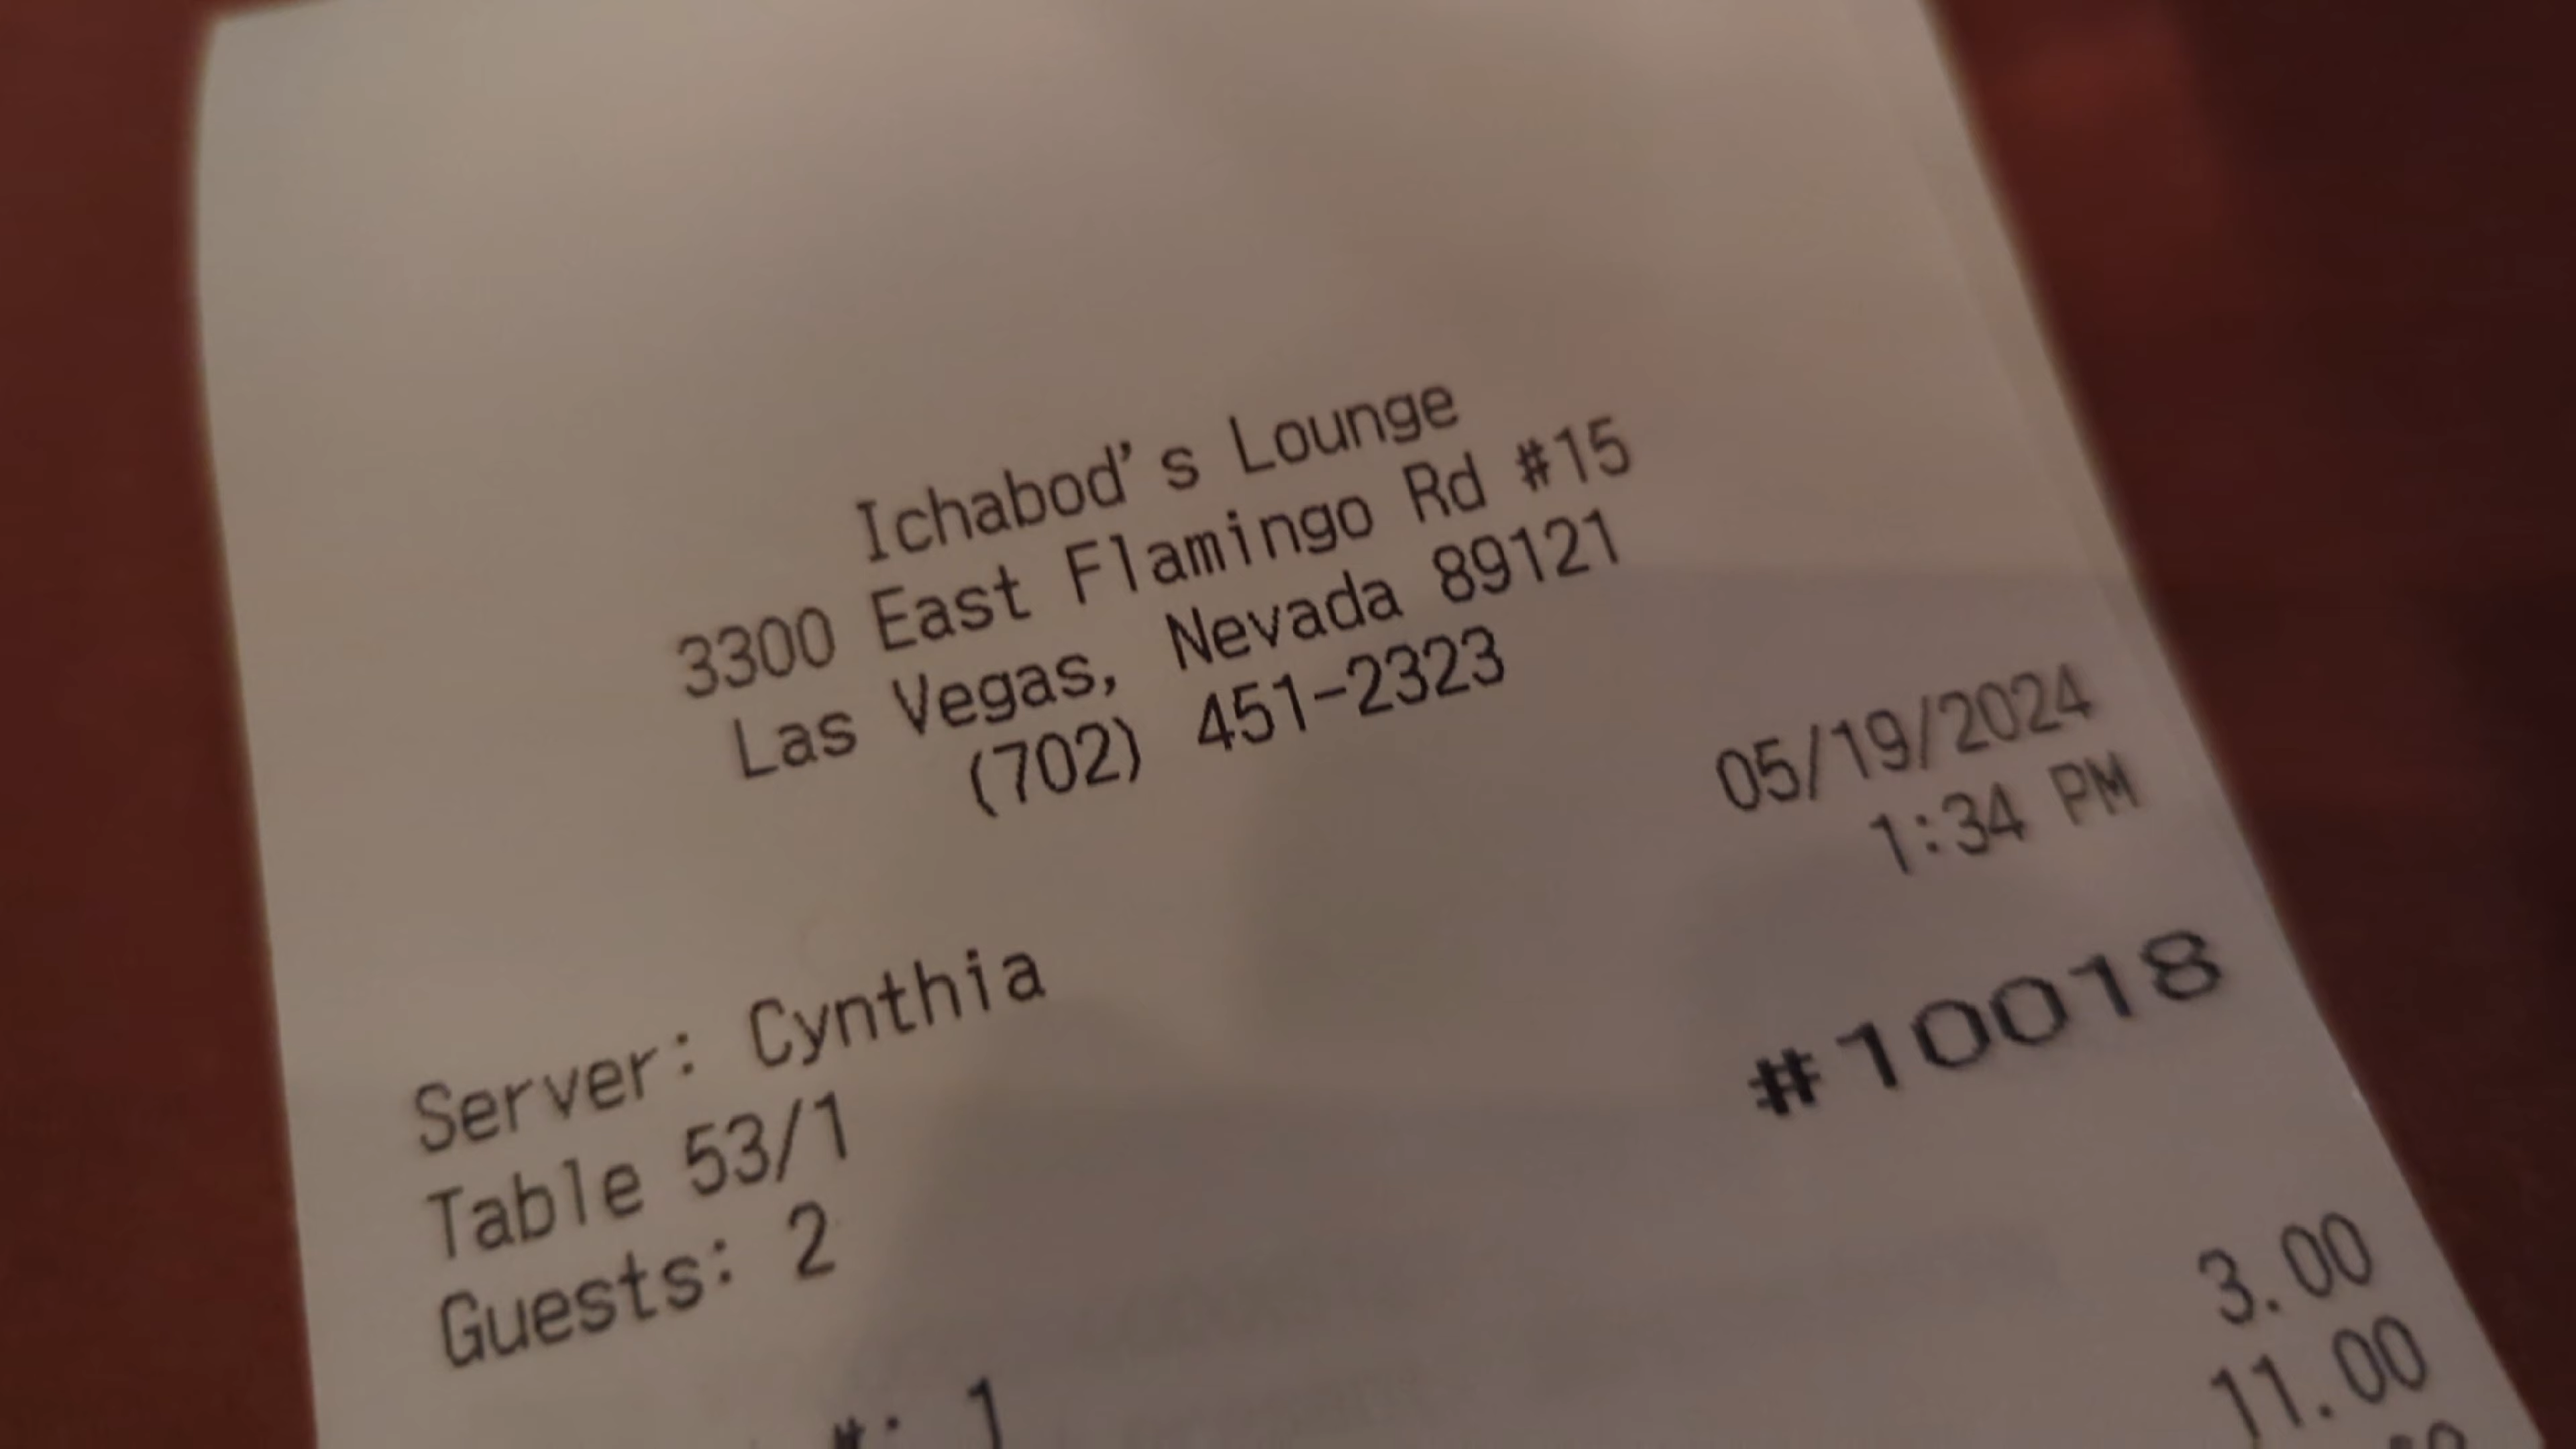 Ichabod's Lounge
3300 East Flamingo Rd #15
Las Vegas, Nevada 89121
(702) 451-2323
05/19/2024
1:34 PM
Server: Cynthia
Table 53/1
#10018
Guests: 2
#: 1
3.00
11.00